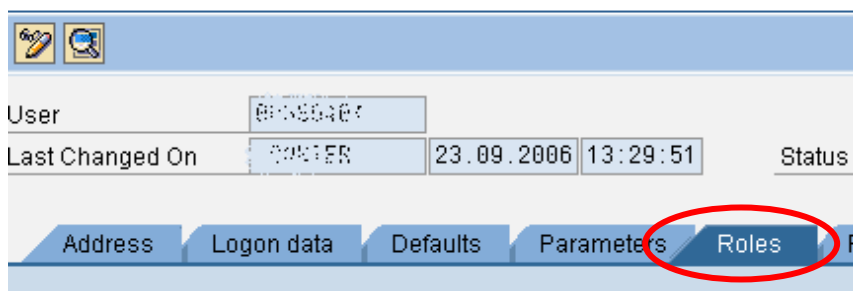 User
Last Changed On 23.09.2006 13:29:51 Status
Address Logon data Defaults Parameters Roles